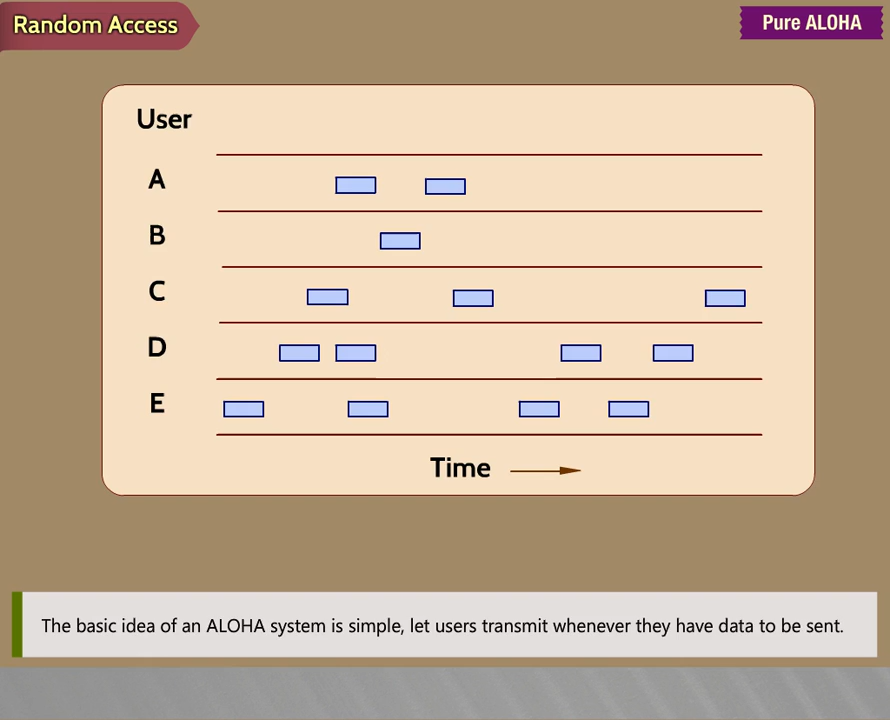 Random Access
Pure ALOHA
User
A
B
C
D
E
Time
The basic idea of an ALOHA system is simple, let users transmit whenever they have data to be sent.